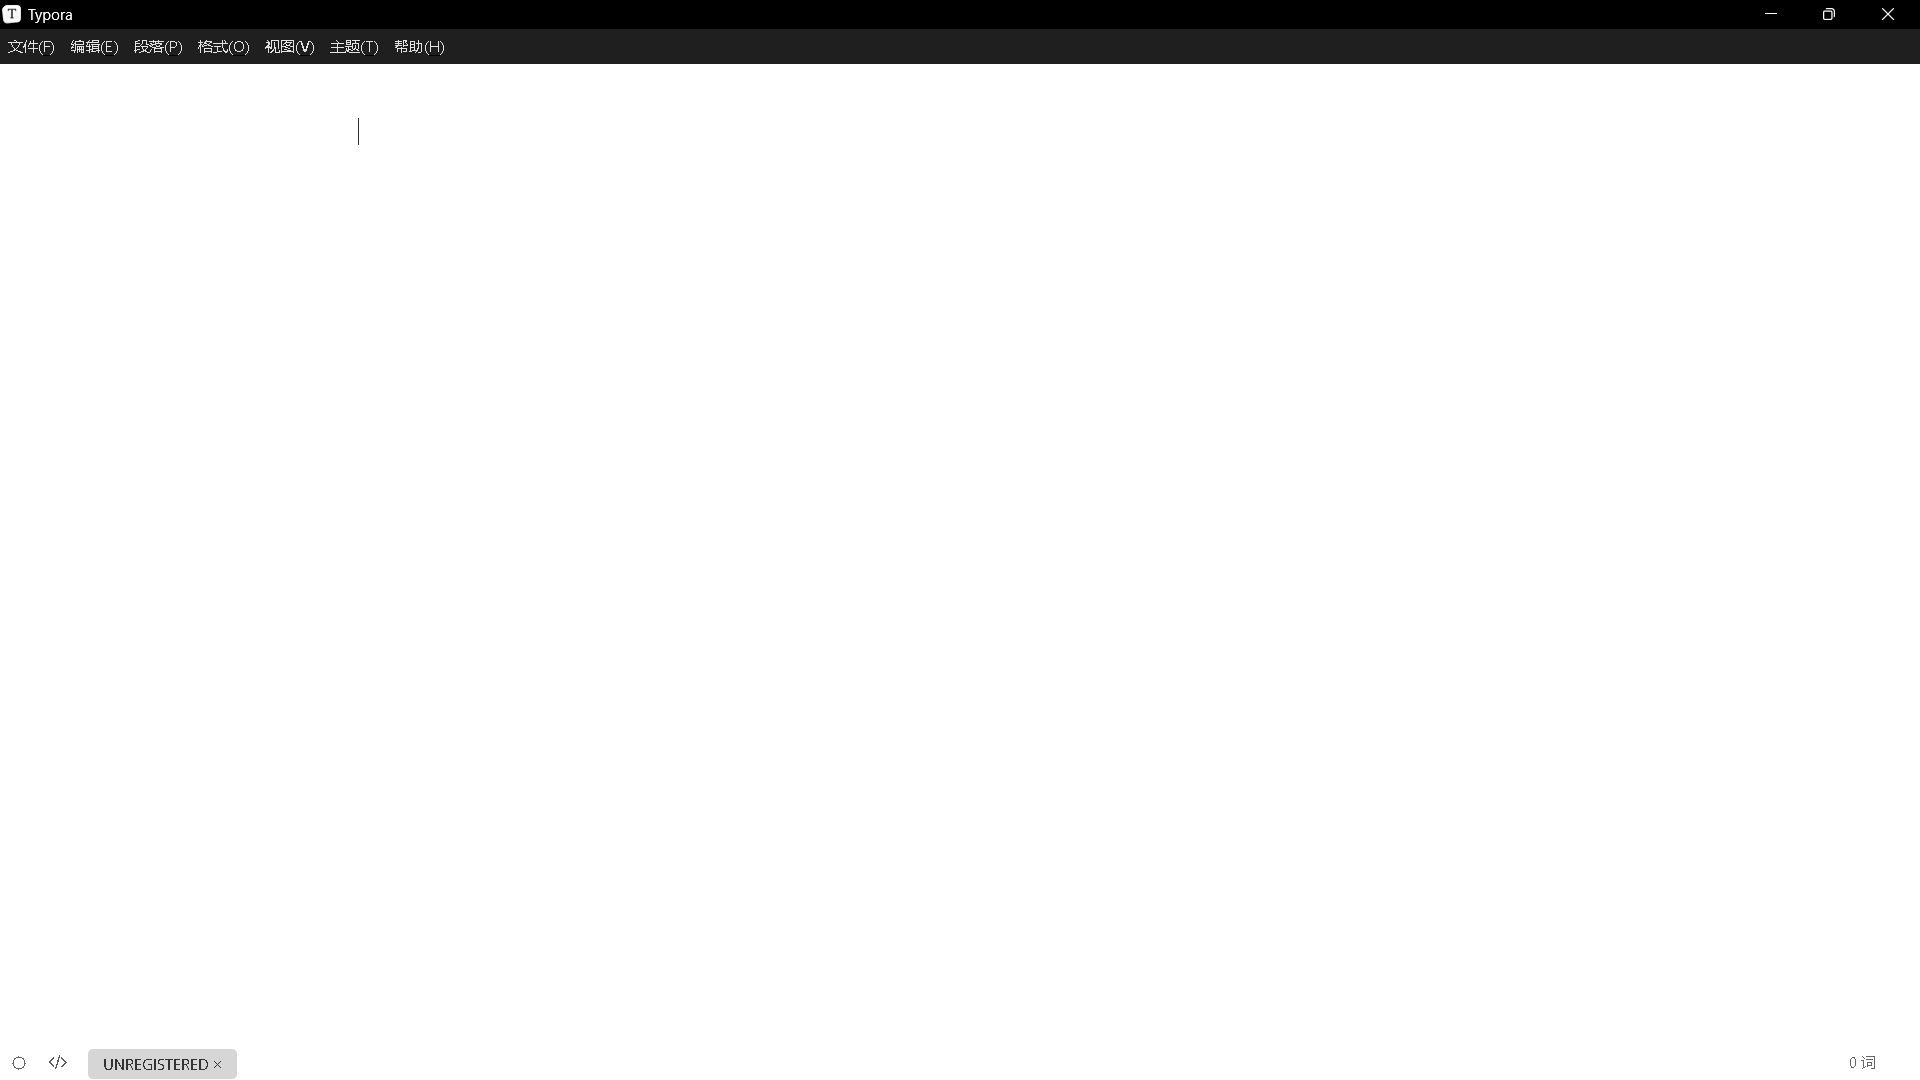 T Typora
文件(F) 编辑(E) 段落(P) 格式(O) 视图(V) 主题(T) 帮助(H)
</> UNREGISTERED × 0 词